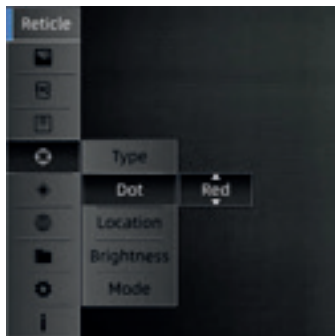 Reticle
Type
Dot
Red
Location
Brightness
Mode